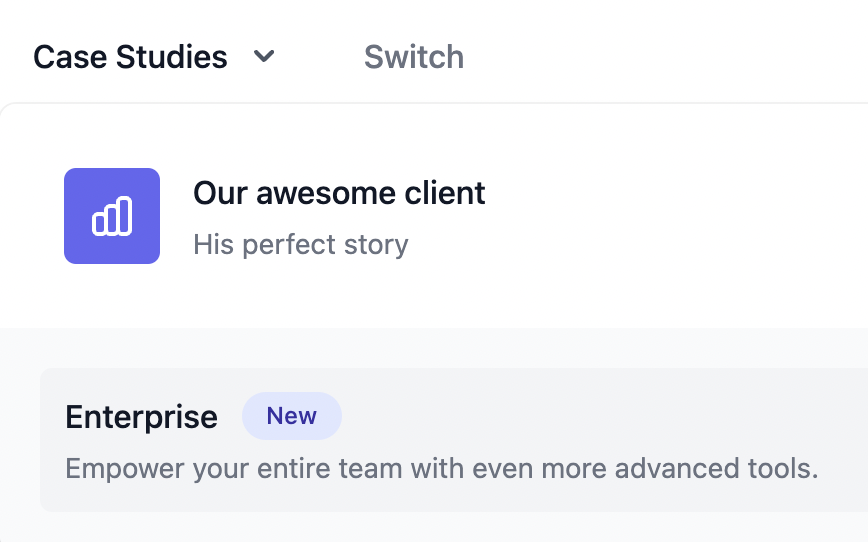 Case Studies Switch
Our awesome client
His perfect story
Enterprise New
Empower your entire team with even more advanced tools.